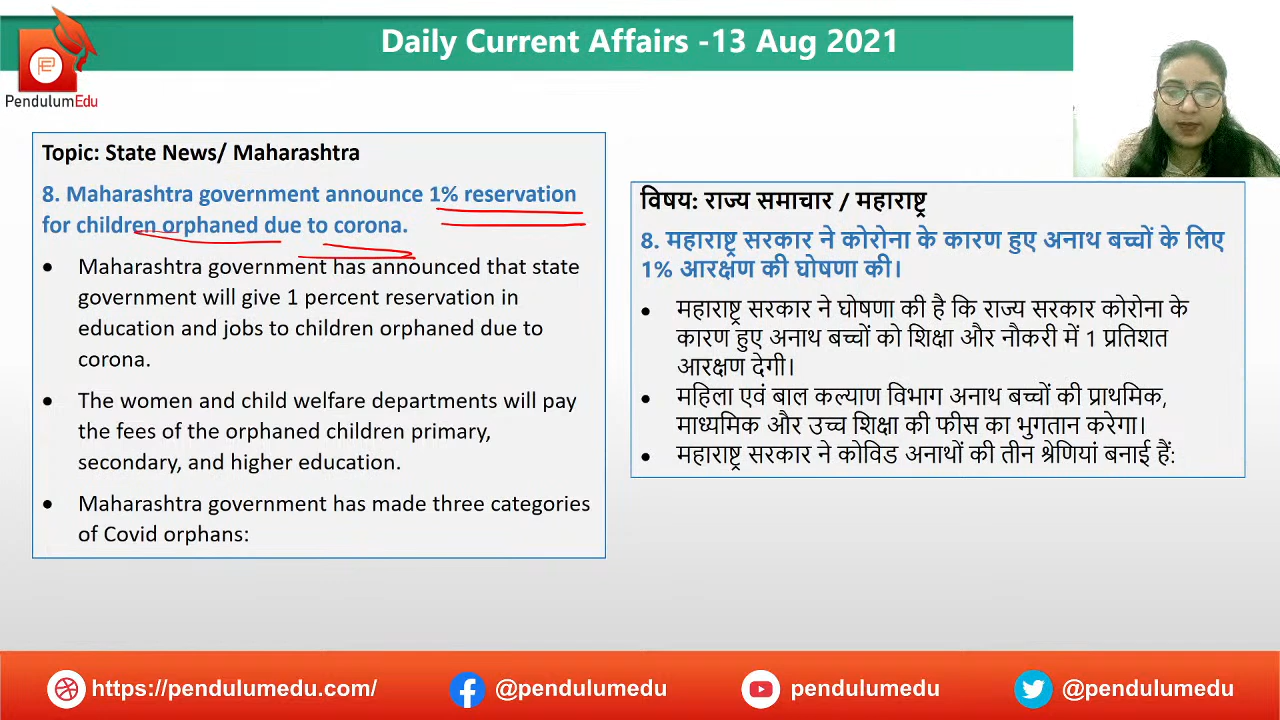 Daily Current Affairs -13 Aug 2021
PendulumEdu
Topic: State News/ Maharashtra
8. Maharashtra government announce 1% reservation
for children orphaned due to corona.
• Maharashtra government has announced that state
government will give 1 percent reservation in
education and jobs to children orphaned due to
corona.
• The women and child welfare departments will pay
the fees of the orphaned children primary,
secondary, and higher education.
• Maharashtra government has made three categories
of Covid orphans:
विषय: राज्य समाचार / महाराष्ट्र
8. महाराष्ट्र सरकार ने कोरोना के कारण हुए अनाथ बच्चों के लिए
1% आरक्षण की घोषणा की।
• महाराष्ट्र सरकार ने घोषणा की है कि राज्य सरकार कोरोना के
कारण हुए अनाथ बच्चों को शिक्षा और नौकरी में 1 प्रतिशत
आरक्षण देगी।
• महिला एवं बाल कल्याण विभाग अनाथ बच्चों की प्राथमिक,
माध्यमिक और उच्च शिक्षा की फीस का भुगतान करेगा।
• महाराष्ट्र सरकार ने कोविड अनाथों की तीन श्रेणियां बनाई हैं:
https://pendulumedu.com/
@pendulumedu
pendulumedu
@pendulumedu